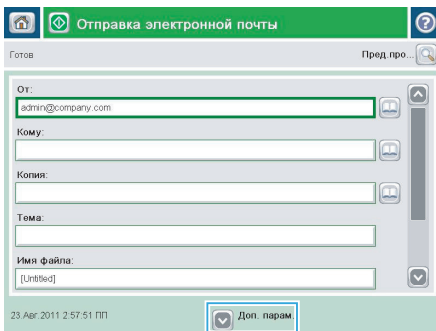 Отправка электронной почты
?
Готов
Пред.про...
От:
admin@company.com
Кому:
Копия:
Тема:
Имя файла:
[Untitled]
23.Авг.2011 2:57:51 ПП
Доп. парам.